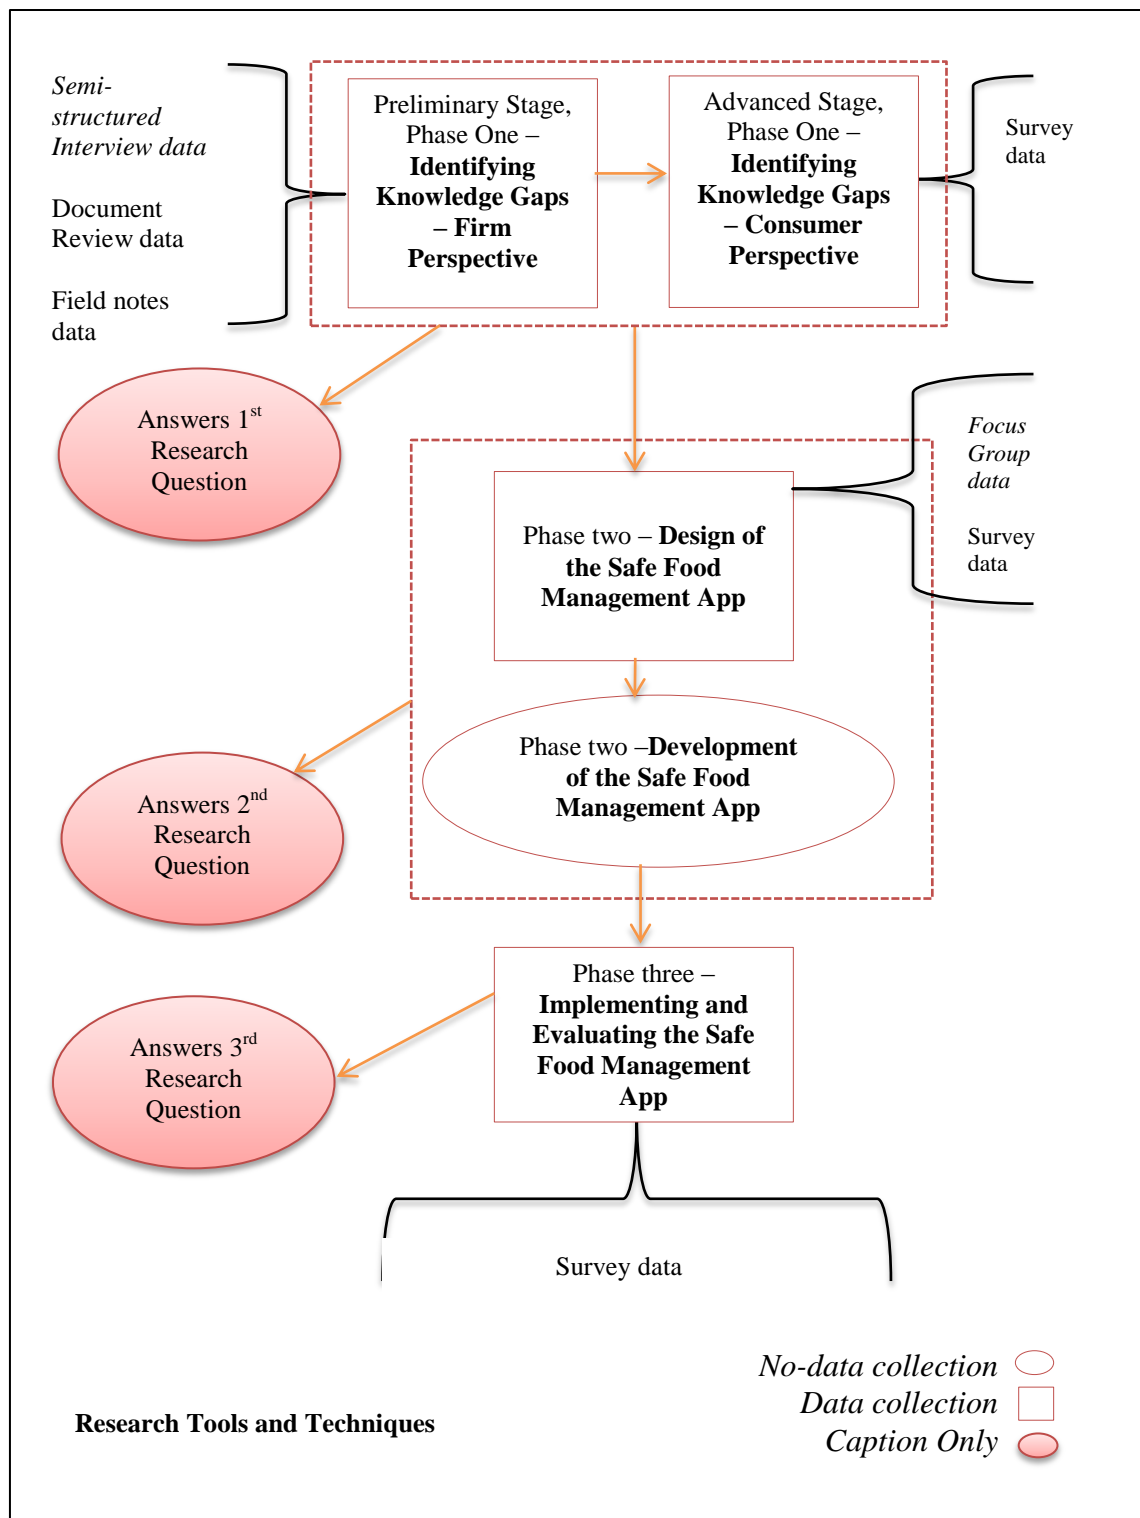 Semi-
structured
Interview data
Document
Review data
Field notes
data
Preliminary Stage,
Phase One –
Identifying
Knowledge Gaps
– Firm
Perspective
Advanced Stage,
Phase One –
Identifying
Knowledge Gaps
– Consumer
Perspective
Survey
data
Answers 1st
Research
Question
Phase two – Design of
the Safe Food
Management App
Focus
Group
data
Survey
data
Phase two –Development
of the Safe Food
Management App
Answers 2nd
Research
Question
Phase three –
Implementing and
Evaluating the Safe
Food Management
App
Answers 3rd
Research
Question
Survey data
No-data collection
Data collection
Caption Only
Research Tools and Techniques